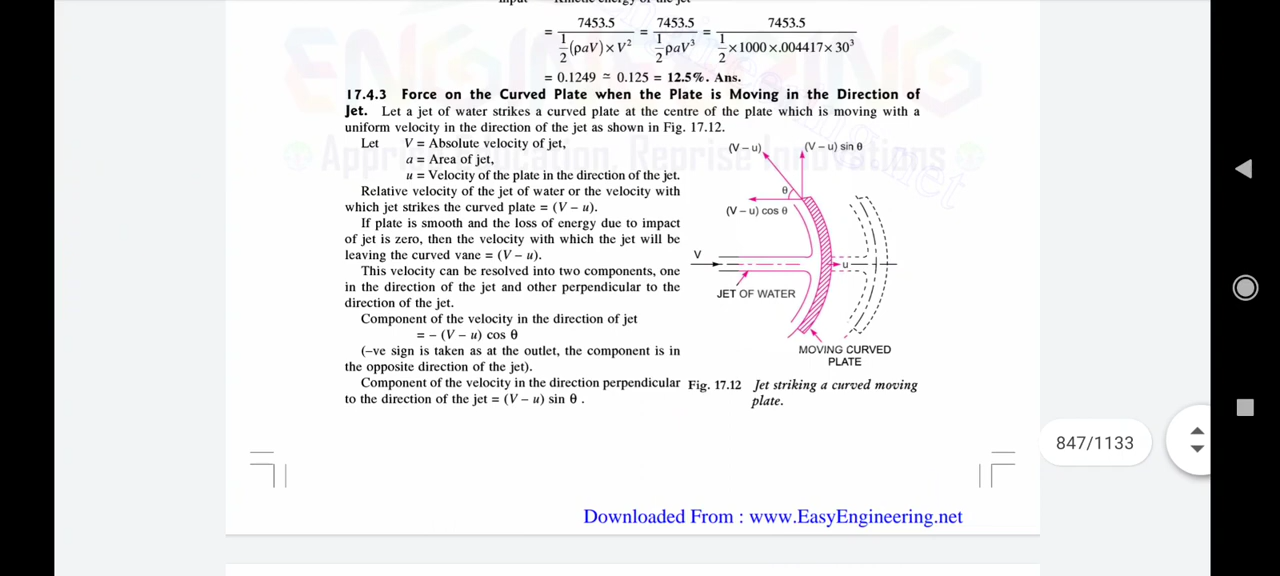 = 7453.5 / 1/2 (ρaV) × V² = 7453.5 / 1/2 ρaV³ = 7453.5 / 1/2 × 1000 × .004417 × 30³
= 0.1249 ≃ 0.125 = 12.5%. Ans.
17.4.3 Force on the Curved Plate when the Plate is Moving in the Direction of
Jet. Let a jet of water strikes a curved plate at the centre of the plate which is moving with a
uniform velocity in the direction of the jet as shown in Fig. 17.12.
Let V = Absolute velocity of jet,
a = Area of jet,
u = Velocity of the plate in the direction of the jet.
Relative velocity of the jet of water or the velocity with
which jet strikes the curved plate = (V – u).
If plate is smooth and the loss of energy due to impact
of jet is zero, then the velocity with which the jet will be
leaving the curved vane = (V – u).
This velocity can be resolved into two components, one
in the direction of the jet and other perpendicular to the
direction of the jet.
Component of the velocity in the direction of jet
= – (V – u) cos θ
(–ve sign is taken as at the outlet, the component is in
the opposite direction of the jet).
Component of the velocity in the direction perpendicular
to the direction of the jet = (V – u) sin θ .
(V – u)
(V – u) sin θ
θ
(V – u) cos θ
V
u
JET OF WATER
MOVING CURVED
PLATE
Fig. 17.12 Jet striking a curved moving
plate.
847/1133
Downloaded From : www.EasyEngineering.net